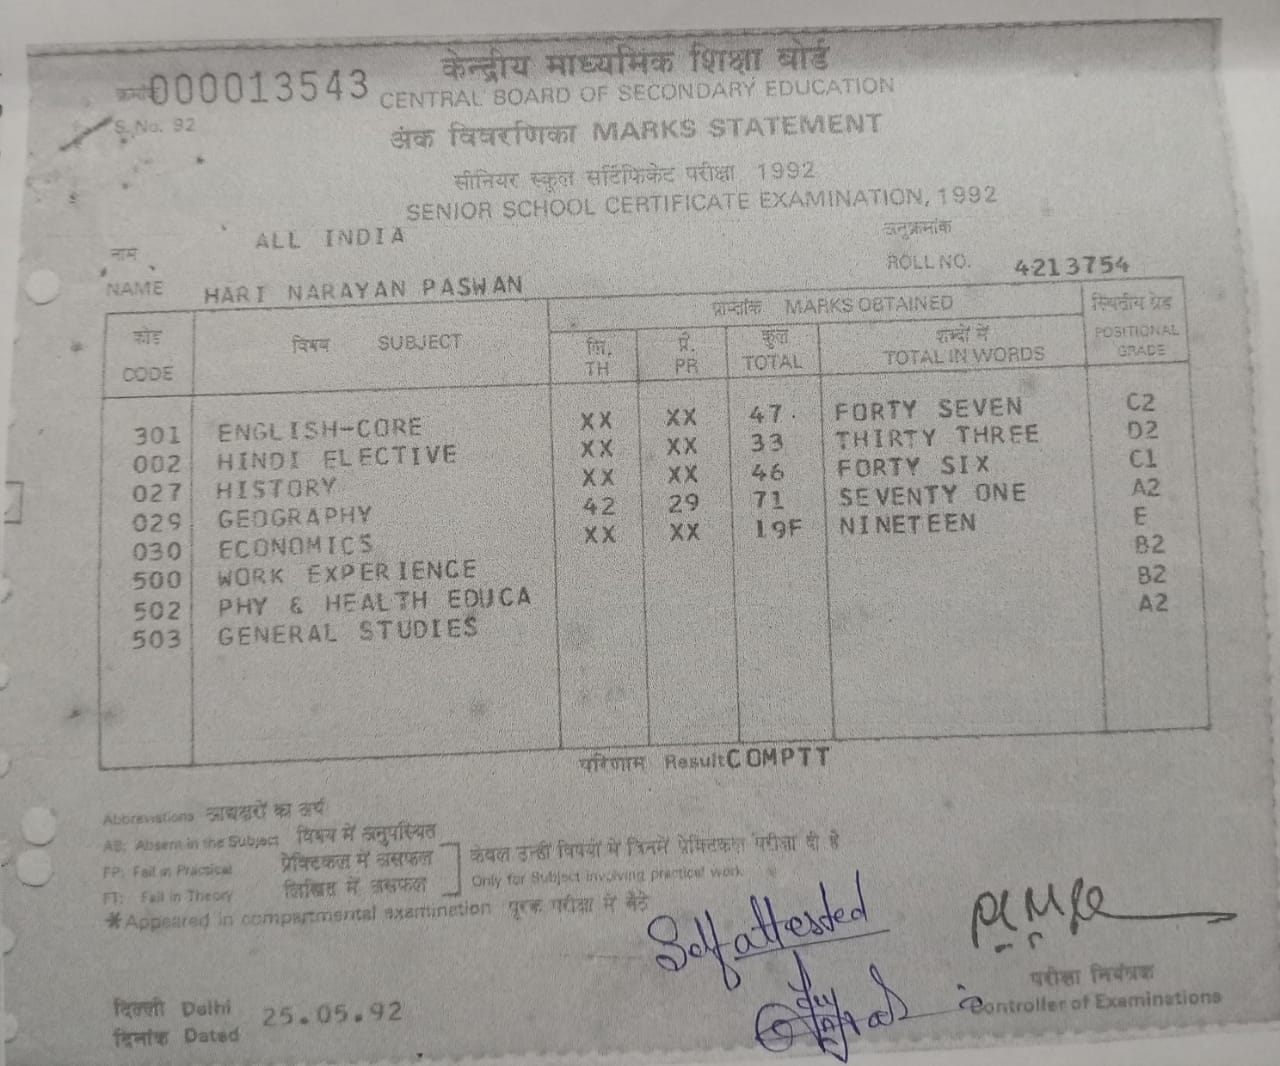 केन्द्रीय माध्यमिक शिक्षा बोर्ड
क्रमांक 000013543 CENTRAL BOARD OF SECONDARY EDUCATION
S.No. 92
अंक विवरणिका MARKS STATEMENT
सीनियर स्कूल सर्टिफिकेट परीक्षा 1992
SENIOR SCHOOL CERTIFICATE EXAMINATION, 1992
ALL INDIA
नाम अनुक्रमांक
NAME HARI NARAYAN PASWAN ROLL NO. 4213754
कोड विषय SUBJECT प्राप्तांक MARKS OBTAINED स्थितीय ग्रेड
लि. प्रे. कुल शब्दों में POSITIONAL
CODE TH PR TOTAL TOTAL IN WORDS GRADE
301 ENGLISH-CORE XX XX 47 FORTY SEVEN C2
002 HINDI ELECTIVE XX XX 33 THIRTY THREE D2
027 HISTORY XX XX 46 FORTY SIX C1
029 GEOGRAPHY 42 29 71 SEVENTY ONE A2
030 ECONOMICS XX XX 19F NINETEEN E
500 WORK EXPERIENCE B2
502 PHY & HEALTH EDUCA B2
503 GENERAL STUDIES A2
परिणाम Result COMPTT
Abbreviations आद्यक्षरों का अर्थ
AB: Absent in the Subject विषय में अनुपस्थित
FP: Fail in Practical प्रेक्टिकल में असफल केवल उन्हीं विषयों में जिनमें प्रेक्टिकल परीक्षा दी है
FT: Fail in Theory लिखित में असफल Only for Subject involving practical work
*Appeared in compartmental examination पूरक परीक्षा में बैठे
Self attested
परीक्षा नियंत्रक
दिल्ली Delhi Controller of Examinations
दिनांक Dated 25.05.92